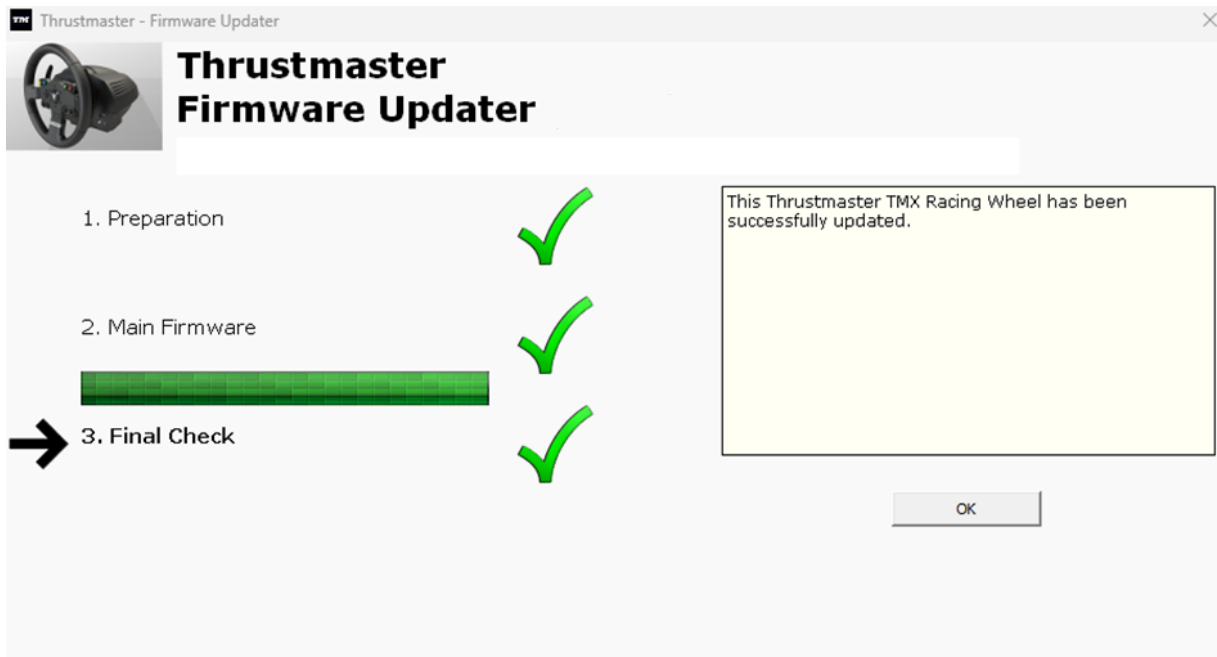 TM Thrustmaster - Firmware Updater
Thrustmaster
Firmware Updater
1. Preparation
2. Main Firmware
3. Final Check
This Thrustmaster TMX Racing Wheel has been
successfully updated.
OK